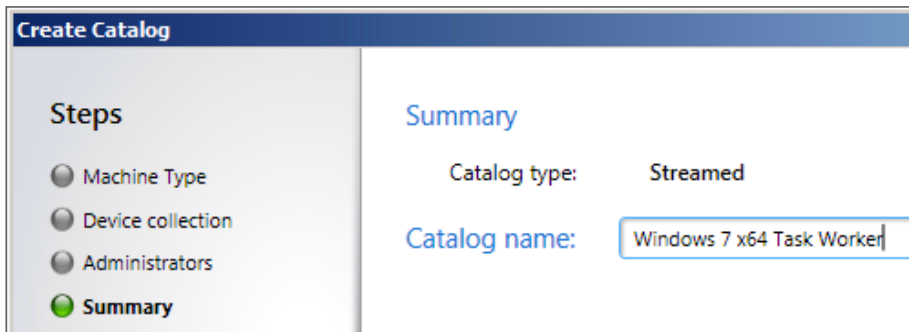 Create Catalog
Steps
Machine Type
Device collection
Administrators
Summary
Summary
Catalog type: Streamed
Catalog name: Windows 7 x64 Task Worker